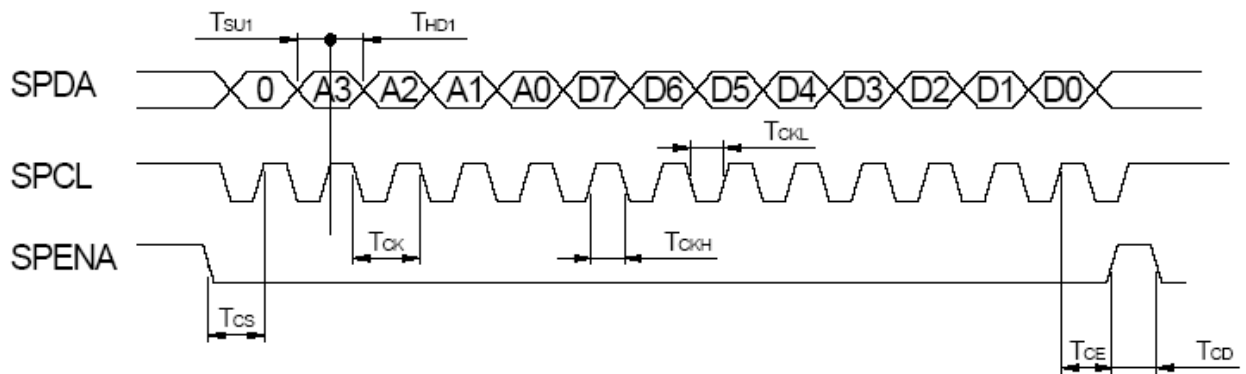 TSU1 THD1
SPDA 0 A3 A2 A1 A0 D7 D6 D5 D4 D3 D2 D1 D0
TCKL
SPCL
TCK TCKH
SPENA
TCS
TCE TCD